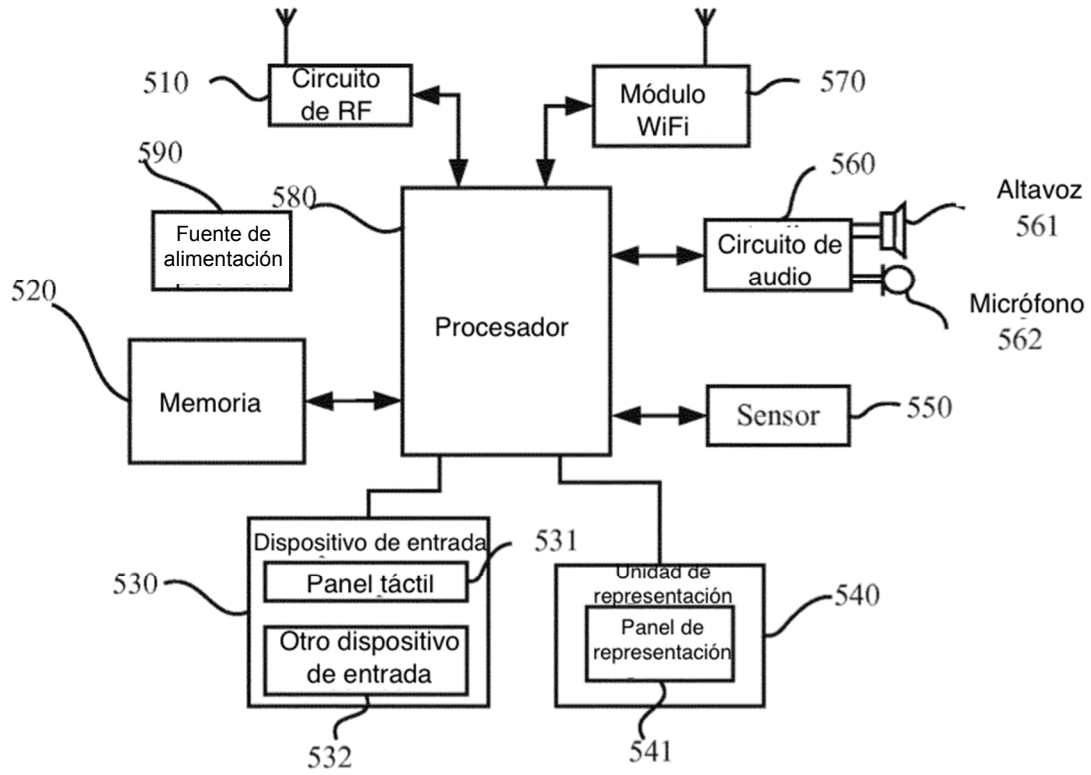 510
Circuito
de RF
Módulo
WiFi
570
590
Fuente de
alimentación
580
560
Circuito de
audio
Altavoz
561
Micrófono
562
520
Memoria
Procesador
Sensor
550
Dispositivo de entrada
531
Panel táctil
530
Otro dispositivo
de entrada
532
Unidad de
representación
540
Panel de
representación
541